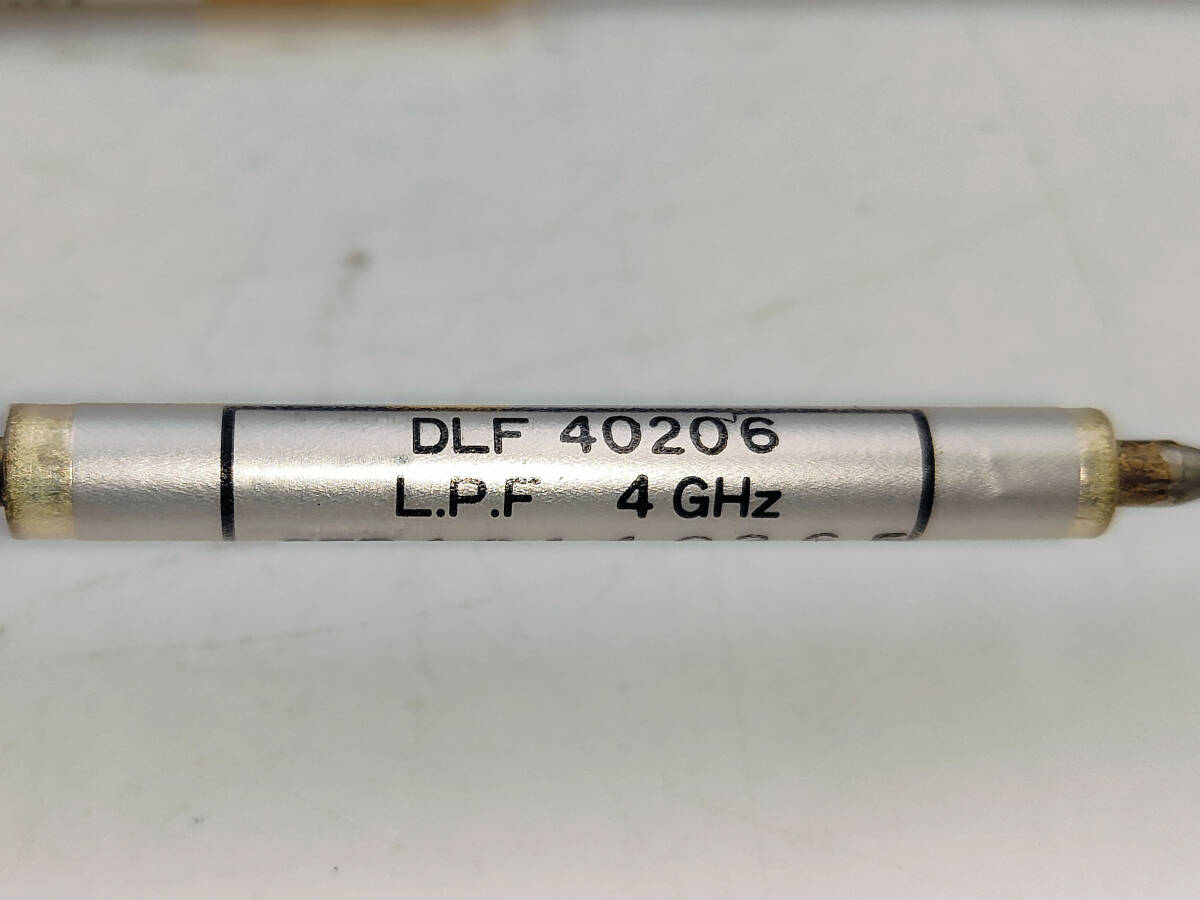 DLF 40206
L.P.F 4 GHz